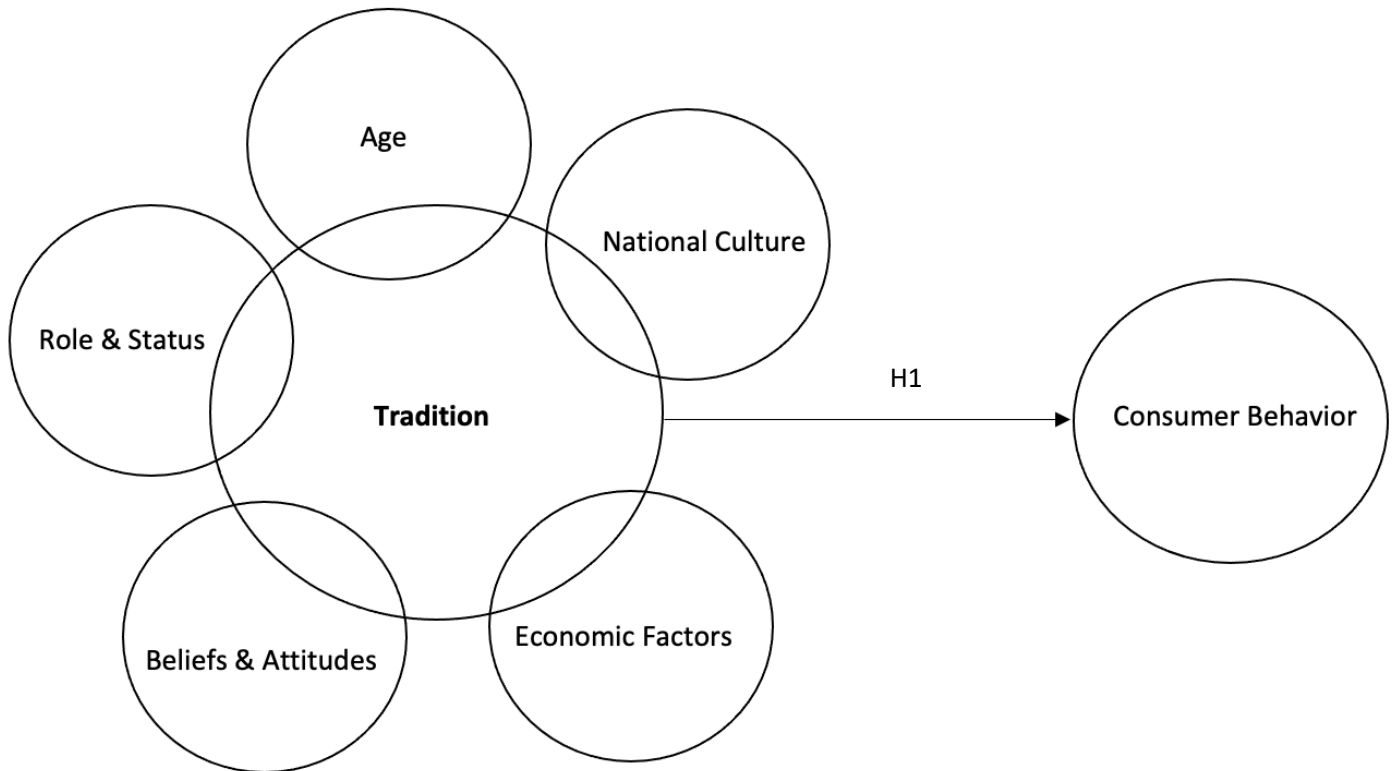 Age
National Culture
Role & Status
H1
Tradition
Consumer Behavior
Economic Factors
Beliefs & Attitudes